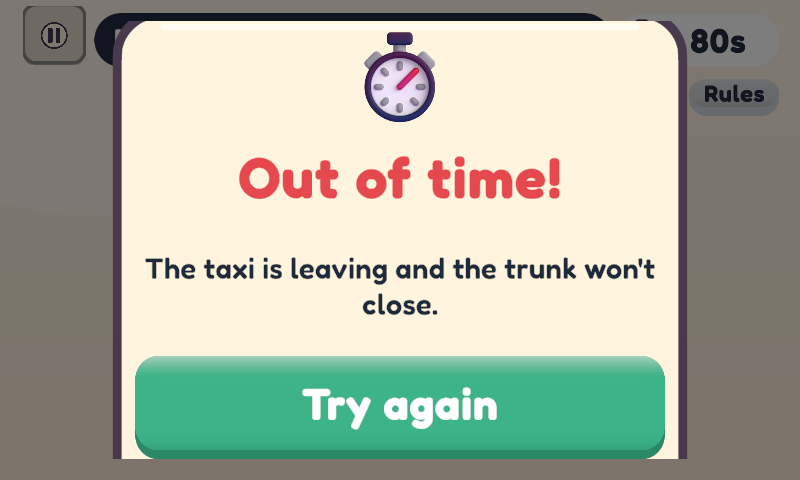 80s
Rules
Out of time!
The taxi is leaving and the trunk won't
close.
Try again